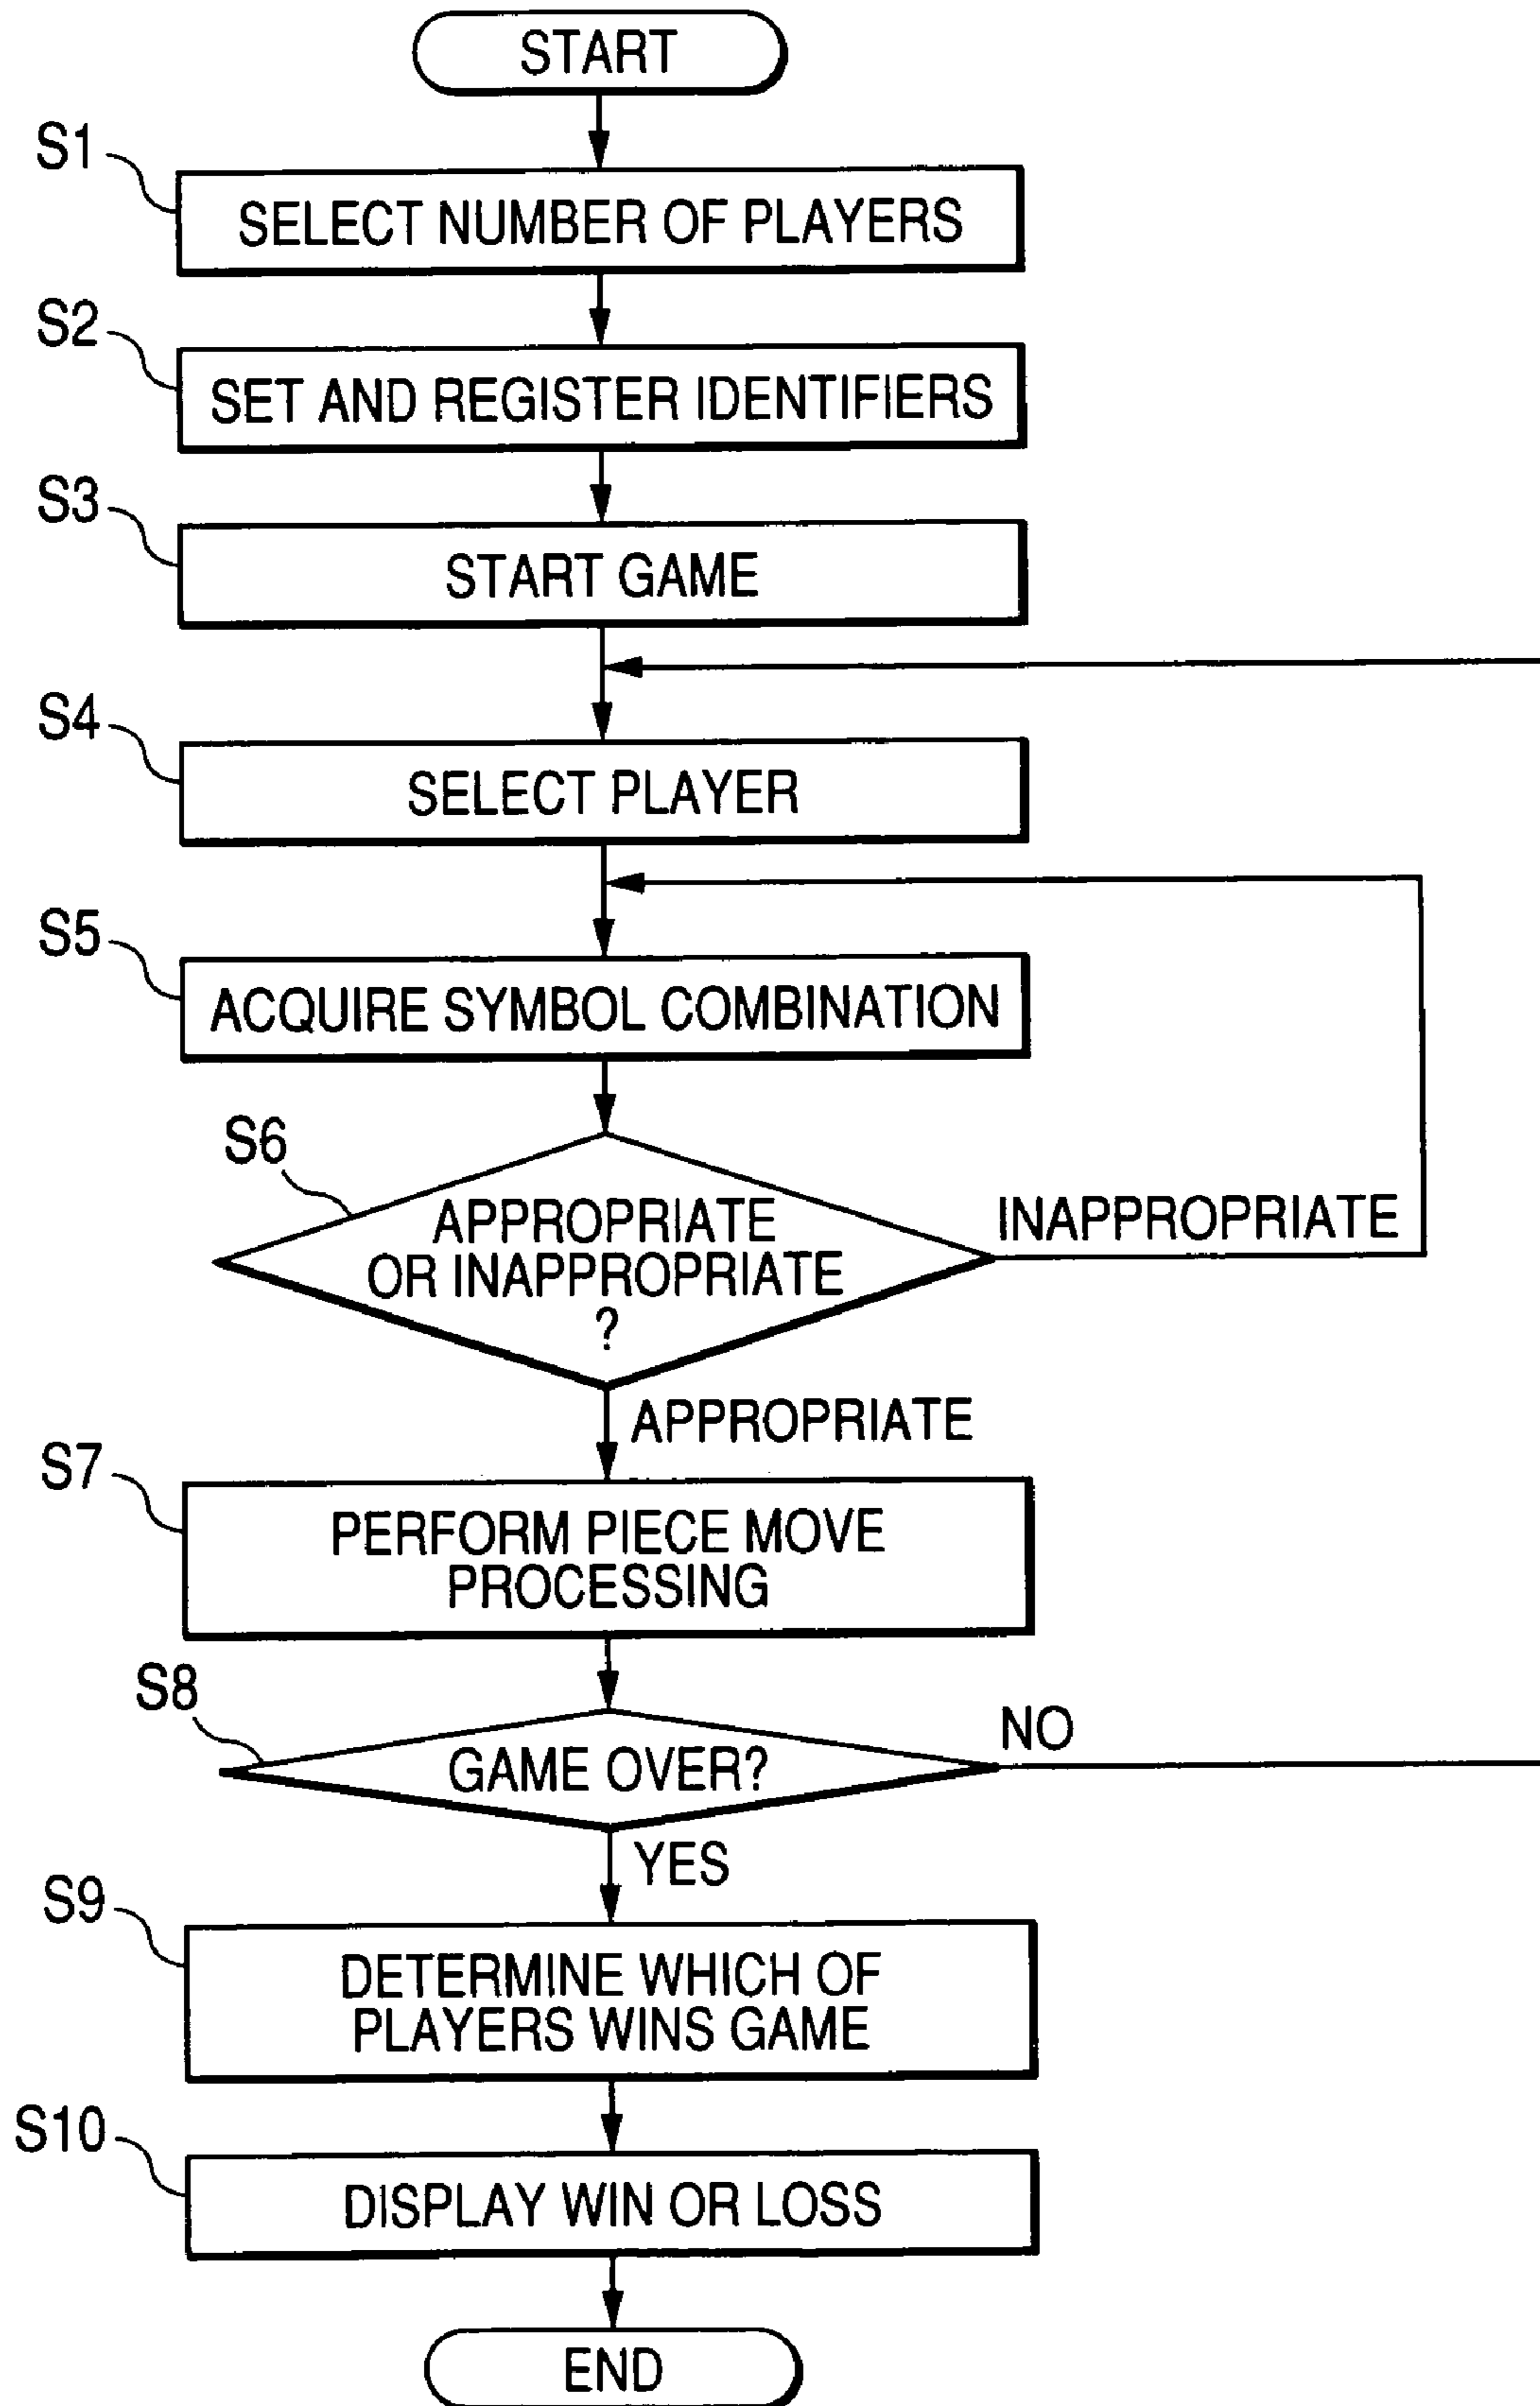 START
S1
SELECT NUMBER OF PLAYERS
S2
SET AND REGISTER IDENTIFIERS
S3
START GAME
S4
SELECT PLAYER
S5
ACQUIRE SYMBOL COMBINATION
S6
APPROPRIATE
OR INAPPROPRIATE
?
INAPPROPRIATE
APPROPRIATE
S7
PERFORM PIECE MOVE
PROCESSING
S8
GAME OVER?
NO
YES
S9
DETERMINE WHICH OF
PLAYERS WINS GAME
S10
DISPLAY WIN OR LOSS
END